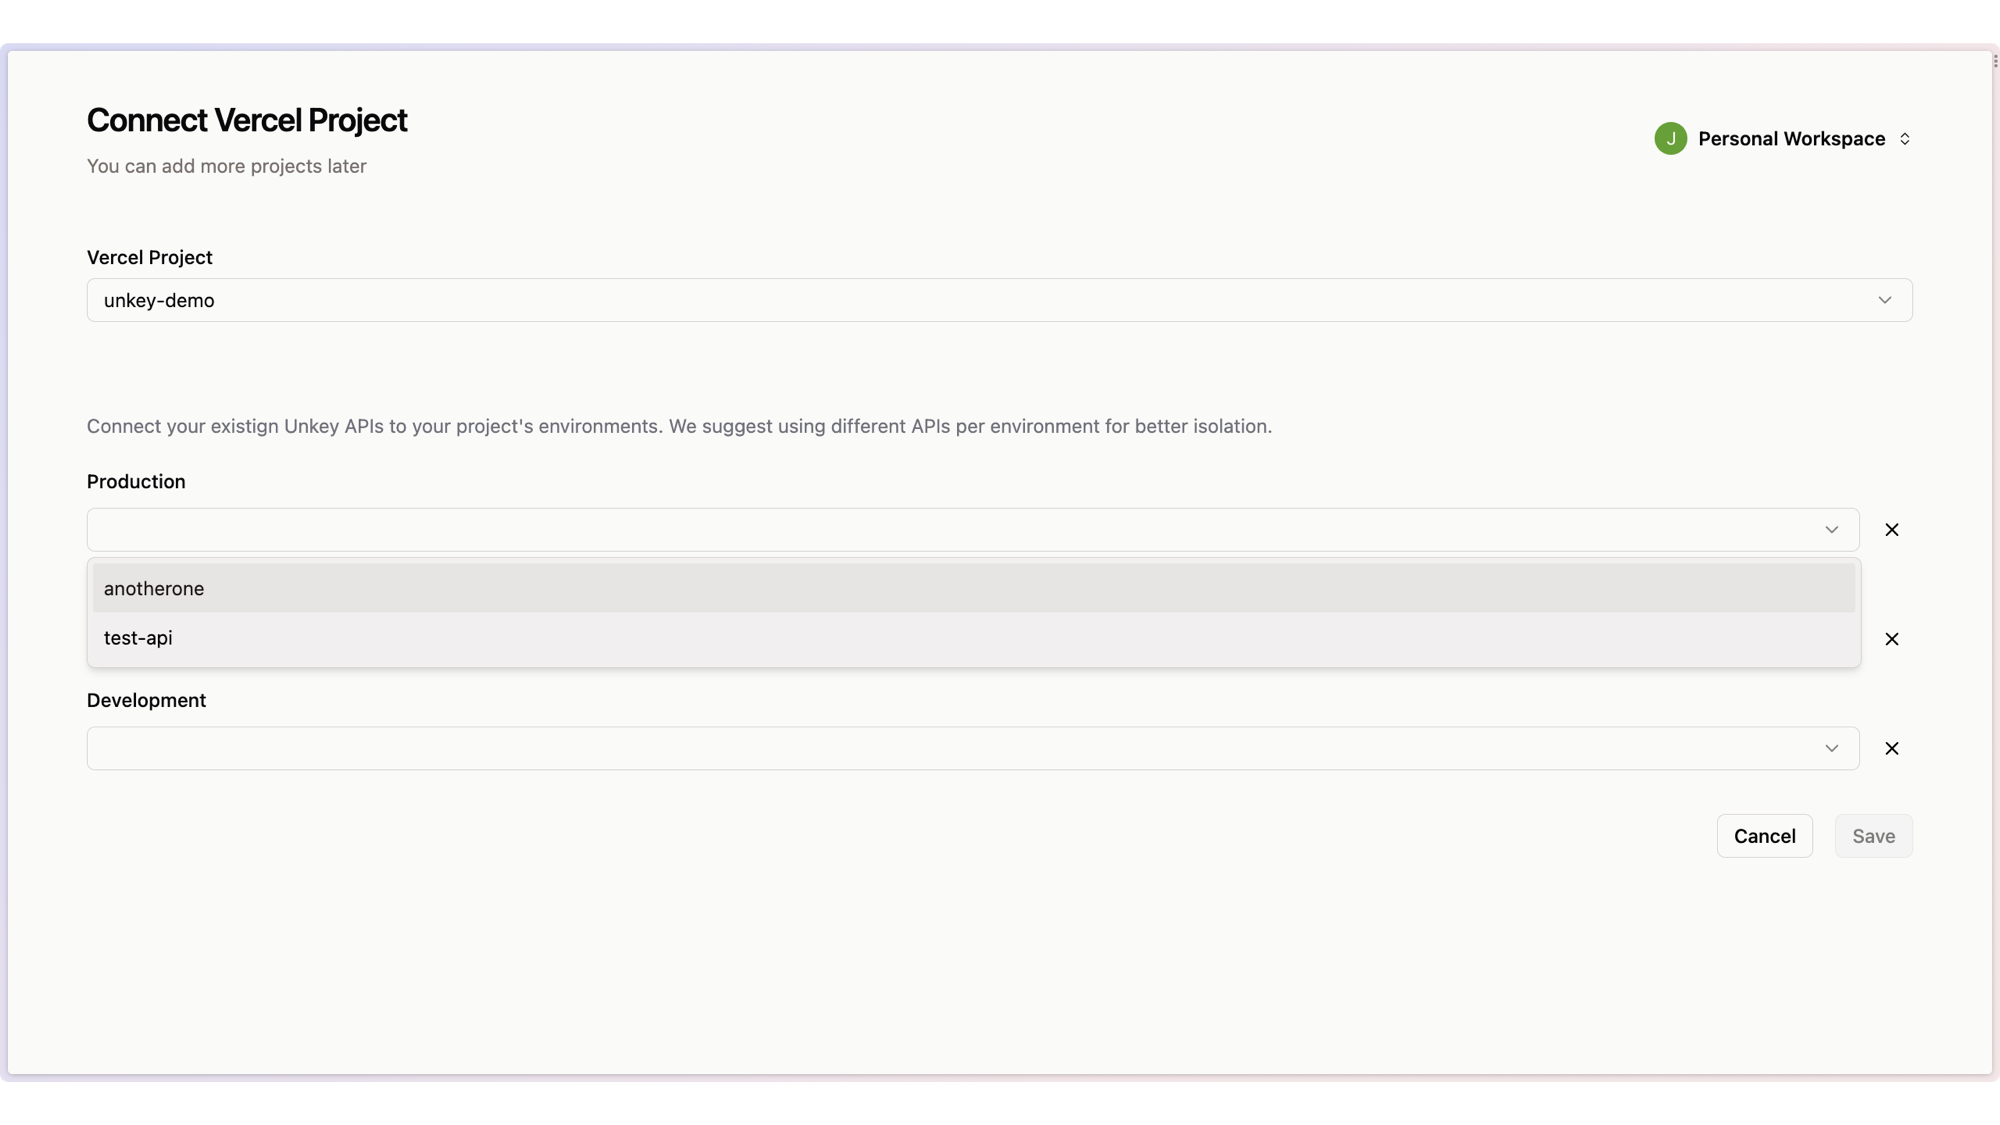 Connect Vercel Project
You can add more projects later
J Personal Workspace
Vercel Project
unkey-demo
Connect your existign Unkey APIs to your project's environments. We suggest using different APIs per environment for better isolation.
Production
anotherone
test-api
Development
Cancel Save